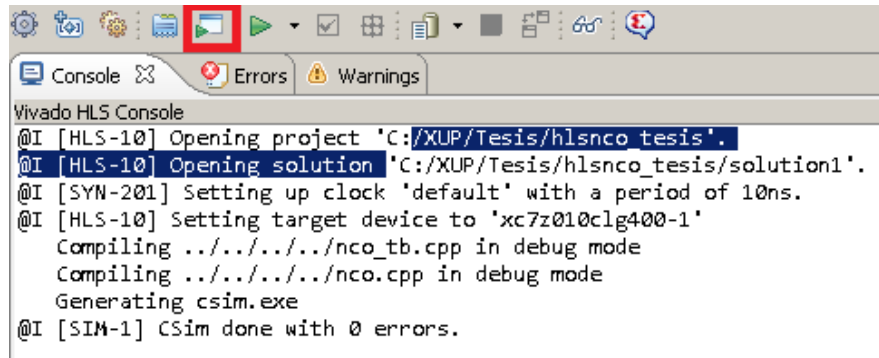 Console Errors Warnings
Vivado HLS Console
@I [HLS-10] Opening project 'C:/XUP/Tesis/hlsnco_tesis'.
@I [HLS-10] Opening solution 'C:/XUP/Tesis/hlsnco_tesis/solution1'.
@I [SYN-201] Setting up clock 'default' with a period of 10ns.
@I [HLS-10] Setting target device to 'xc7z010clg400-1'
Compiling ../../../../nco_tb.cpp in debug mode
Compiling ../../../../nco.cpp in debug mode
Generating csim.exe
@I [SIM-1] CSim done with 0 errors.